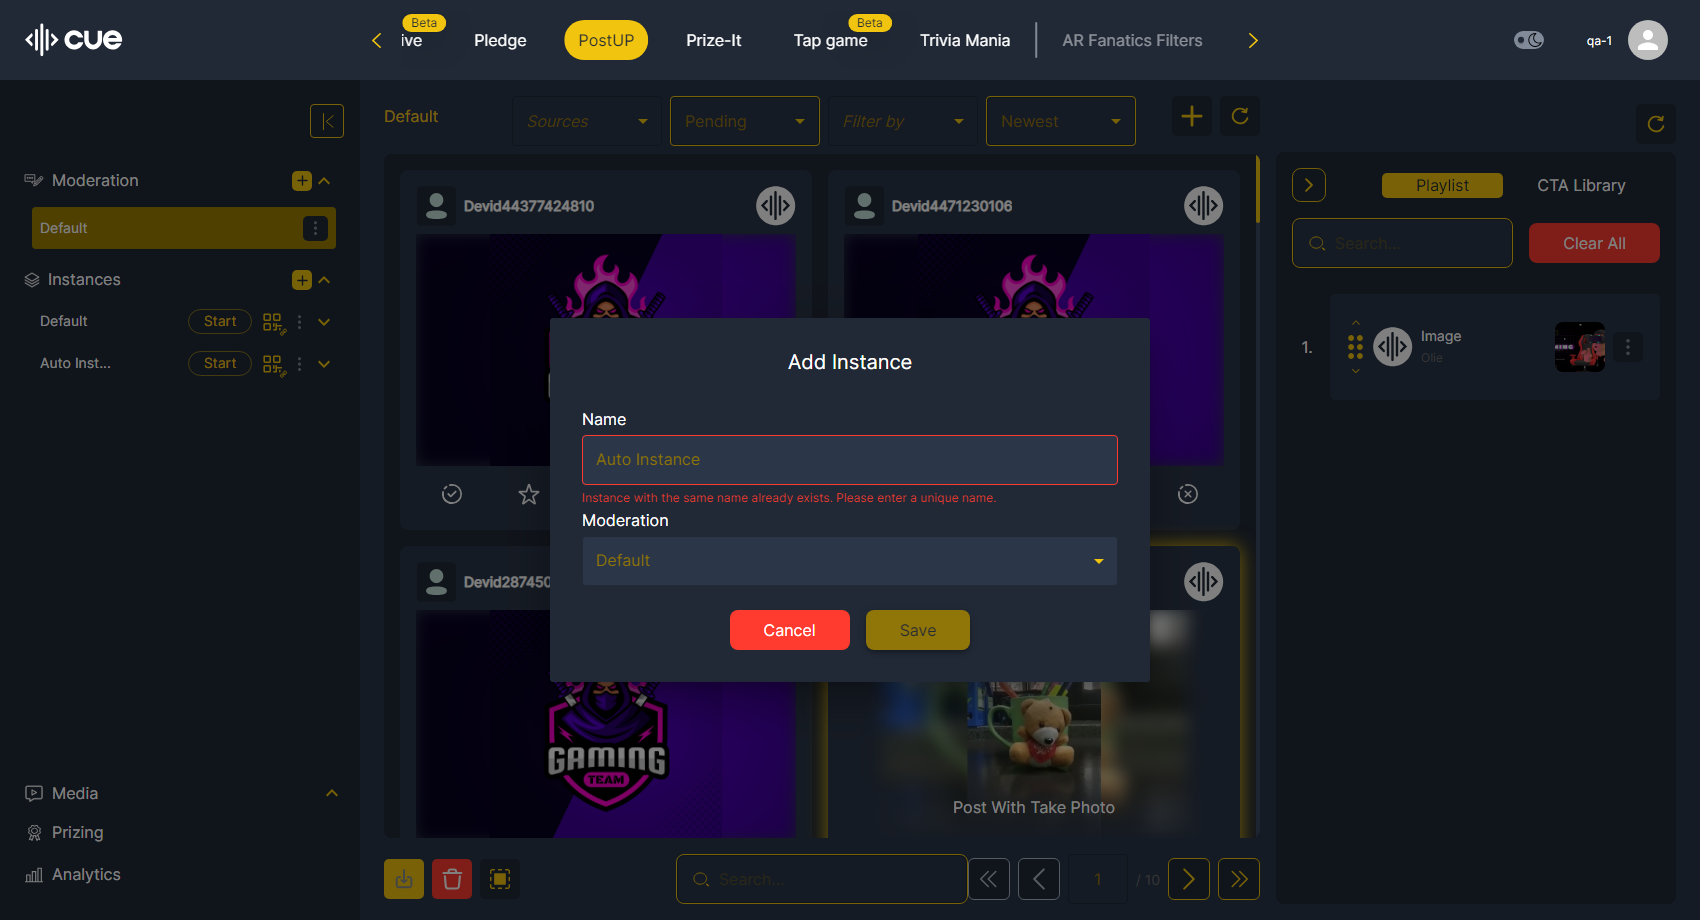 cue
Beta
ive
Pledge
PostUP
Prize-It
Beta
Tap game
Trivia Mania
AR Fanatics Filters
qa-1
Moderation
Default
Instances
Default
Start
Auto Inst...
Start
Media
Prizing
Analytics
Default
Sources
Pending
Filter by
Newest
Devid44377424810
Devid4471230106
Devid287450
GAMING
TEAM
Post With Take Photo
Search...
1
/ 10
Playlist
CTA Library
Search...
Clear All
1.
Image
Olie
Add Instance
Name
Auto Instance
Instance with the same name already exists. Please enter a unique name.
Moderation
Default
Cancel
Save